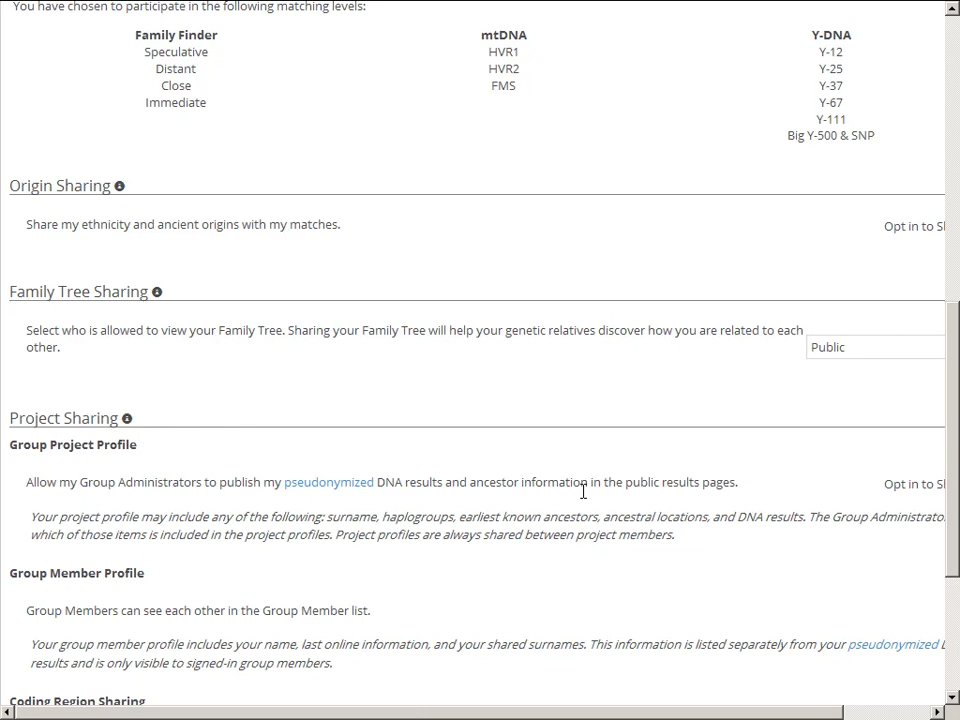 You have chosen to participate in the following matching levels:
Family Finder mtDNA Y-DNA
Speculative HVR1 Y-12
Distant HVR2 Y-25
Close FMS Y-37
Immediate Y-67
Y-111
Big Y-500 & SNP
Origin Sharing
Share my ethnicity and ancient origins with my matches. Opt in to
Family Tree Sharing
Select who is allowed to view your Family Tree. Sharing your Family Tree will help your genetic relatives discover how you are related to each
other.
Public
Project Sharing
Group Project Profile
Allow my Group Administrators to publish my pseudonymized DNA results and ancestor information in the public results pages. Opt in to
Your project profile may include any of the following: surname, haplogroups, earliest known ancestors, ancestral locations, and DNA results. The Group Administrato
which of those items is included in the project profiles. Project profiles are always shared between project members.
Group Member Profile
Group Members can see each other in the Group Member list.
Your group member profile includes your name, last online information, and your shared surnames. This information is listed separately from your pseudonymized
results and is only visible to signed-in group members.
Coding Region Sharing